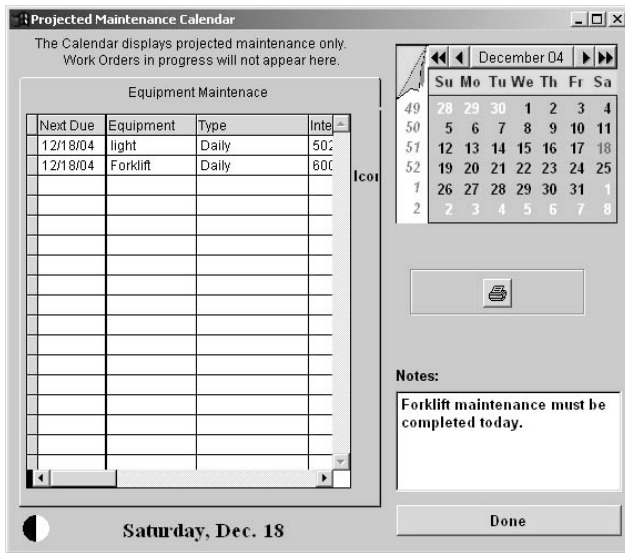 Projected Maintenance Calendar
The Calendar displays projected maintenance only.
Work Orders in progress will not appear here.
Equipment Maintenace
Next Due Equipment Type Inte
12/18/04 light Daily 502
12/18/04 Forklift Daily 600
Icor
December 04
Su Mo Tu We Th Fr Sa
49 28 29 30 1 2 3 4
50 5 6 7 8 9 10 11
51 12 13 14 15 16 17 18
52 19 20 21 22 23 24 25
1 26 27 28 29 30 31 1
2 2 3 4 5 6 7 8
Notes:
Forklift maintenance must be
completed today.
Saturday, Dec. 18
Done